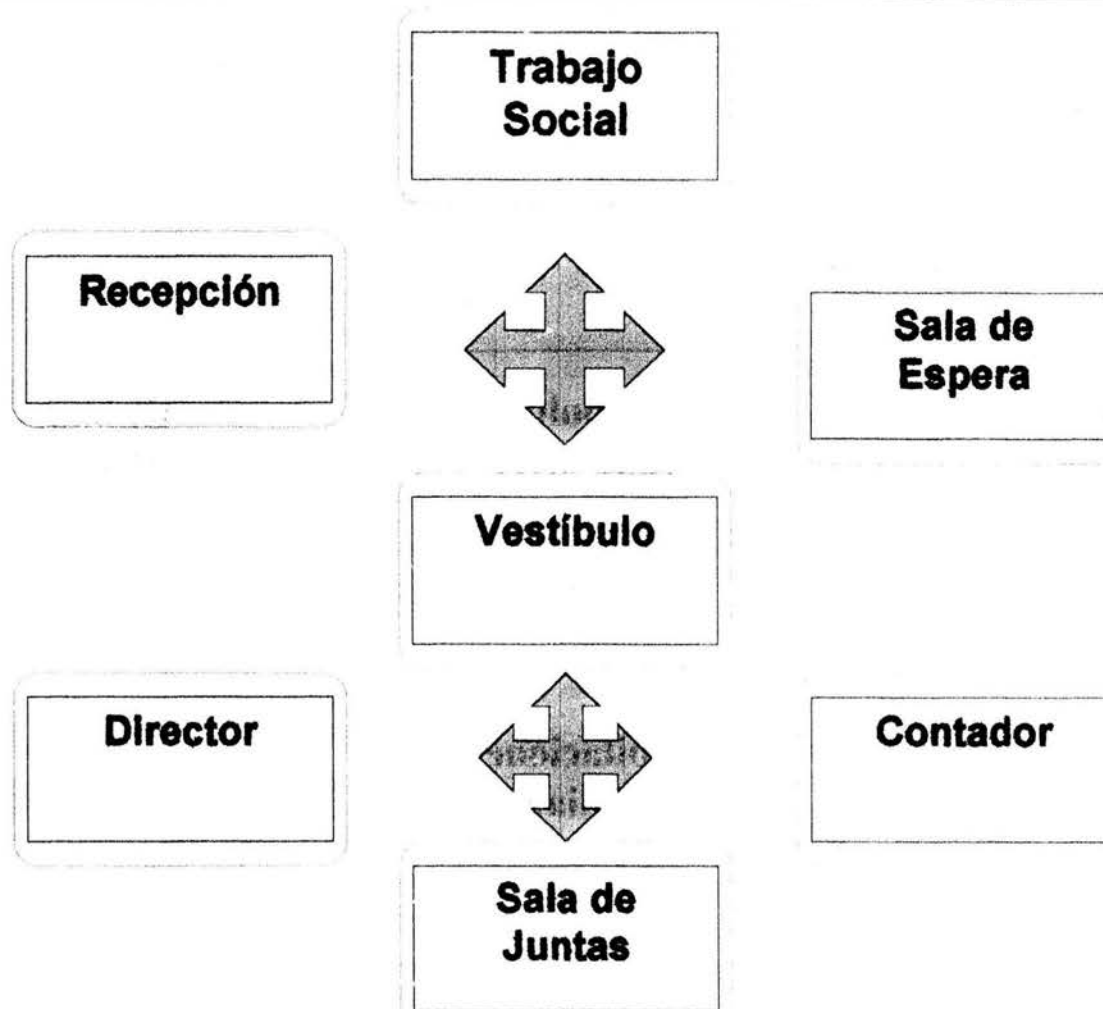 Trabajo
Social
Recepción
Sala de
Espera
Vestíbulo
Director
Contador
Sala de
Juntas